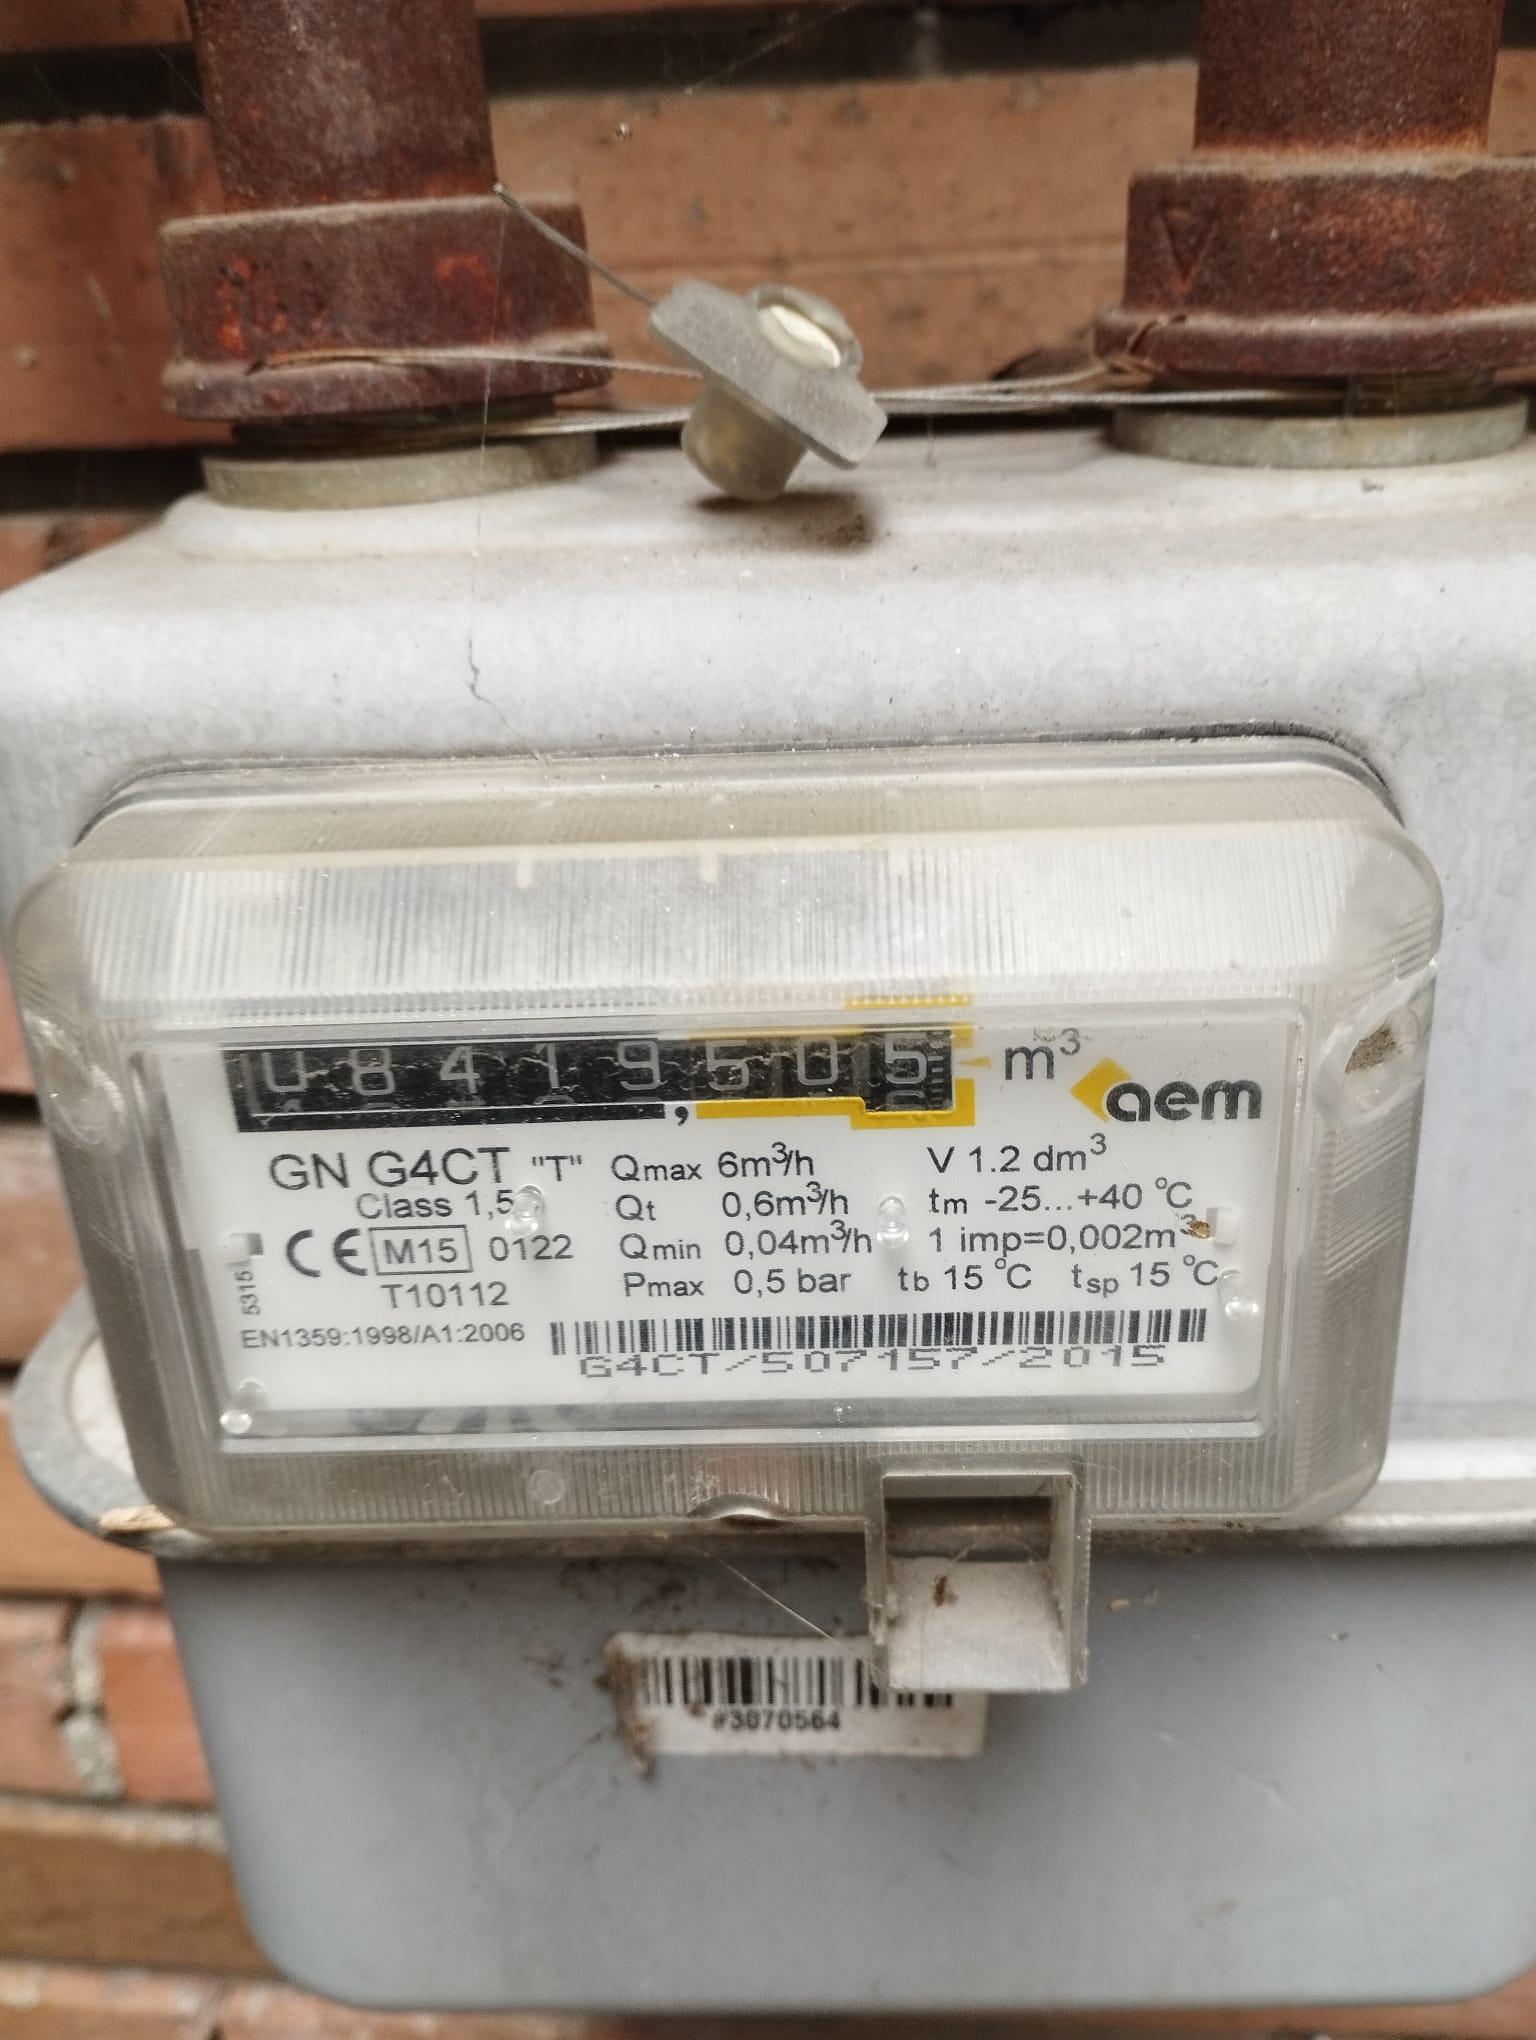 08419,505 m³
aem
GN G4CT "T" Qmax 6m³/h V 1.2 dm³
Class 1,5 Qt 0,6m³/h tm -25...+40 °C
CE M15 0122 Qmin 0,04m³/h 1 imp=0,002m³
T10112 Pmax 0,5 bar tb 15 °C tsp 15 °C
5315
EN1359:1998/A1:2006
G4CT/507157/2015
#3070564